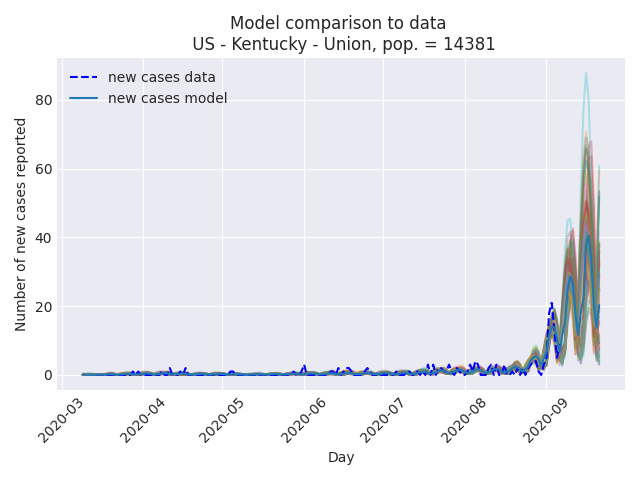 Model comparison to data
US - Kentucky - Union, pop. = 14381
new cases data
new cases model
Number of new cases reported
80
60
40
20
0
2020-03
2020-04
2020-05
2020-06
2020-07
2020-08
2020-09
Day